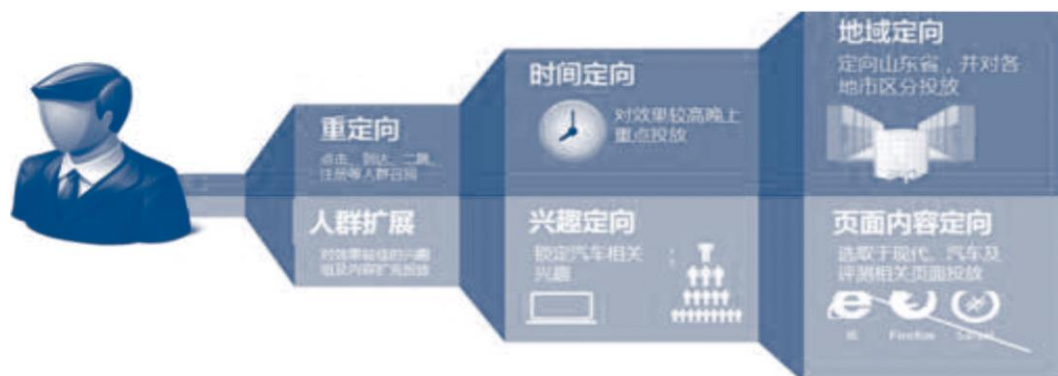 重定向
点击、到达、二跳、
注册等人群召回
人群扩展
时间定向
对效果较高晚上
重点投放
兴趣定向
锁定汽车相关
兴趣
地域定向
定向山东省，并对各
地市区分投放
页面内容定向
选取于现代、汽车及
评测相关页面投放
IE
Firefox